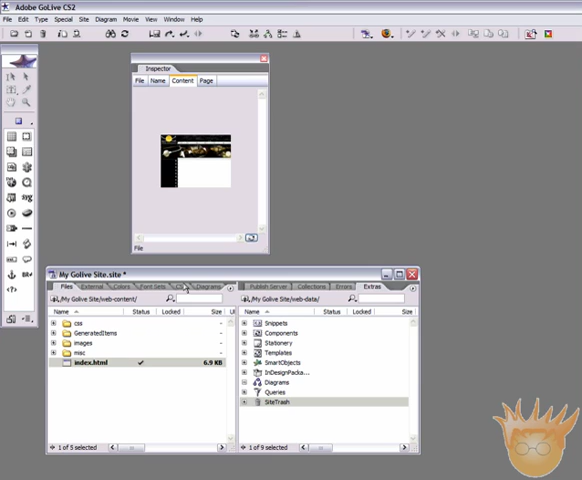 Adobe GoLive CS2
File Edit Type Special Site Diagram Movie View Window Help
Inspector
File Name Content Page
File
My Golive Site.site *
Files External Colors Font Sets CSS Diagrams
Publish Server Collections Errors Extras
/My Golive Site/web-content/
/My Golive Site/web-data/
Name Status Locked Size
Name Status Locked Size
css -
Snippets
GeneratedItems -
Components
images -
Stationery
misc -
Templates
index.html 6.9 KB
SmartObjects
InDesignPacka...
Diagrams
Queries
SiteTrash
1 of 5 selected
1 of 9 selected